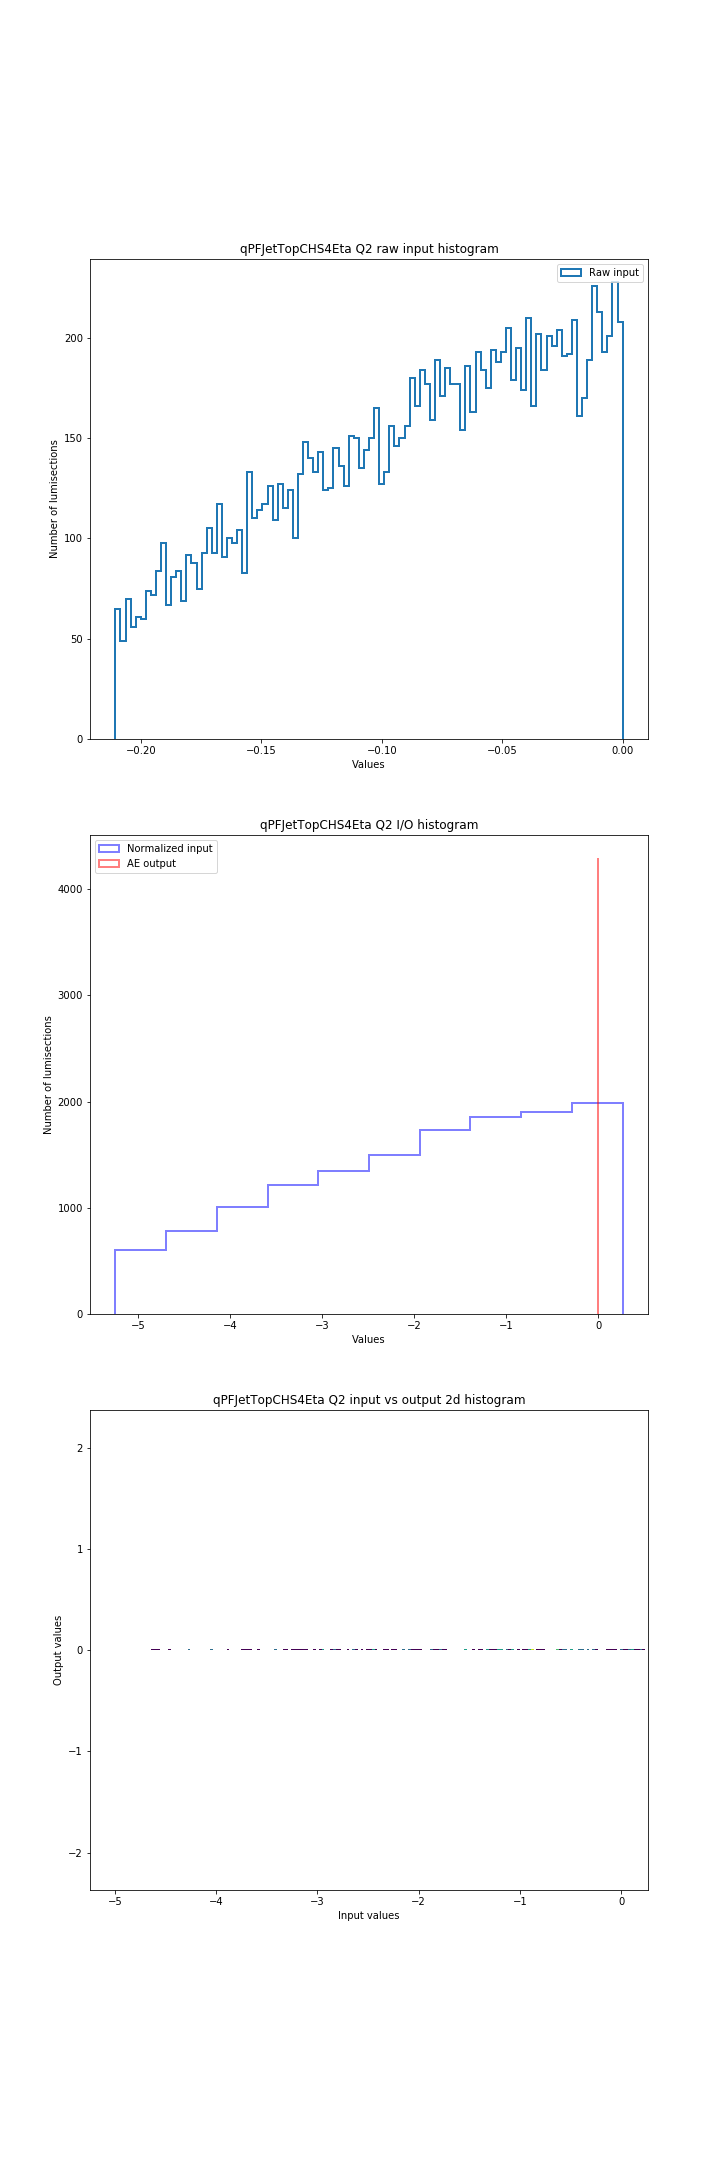 qPFJetTopCHS4Eta Q2 raw input histogram
Raw input
200
150
100
50
0
Number of lumisections
−0.20 −0.15 −0.10 −0.05 0.00
Values
qPFJetTopCHS4Eta Q2 I/O histogram
Normalized input
AE output
4000
3000
2000
1000
0
Number of lumisections
−5 −4 −3 −2 −1 0
Values
qPFJetTopCHS4Eta Q2 input vs output 2d histogram
2
1
0
−1
−2
Output values
−5 −4 −3 −2 −1 0
Input values